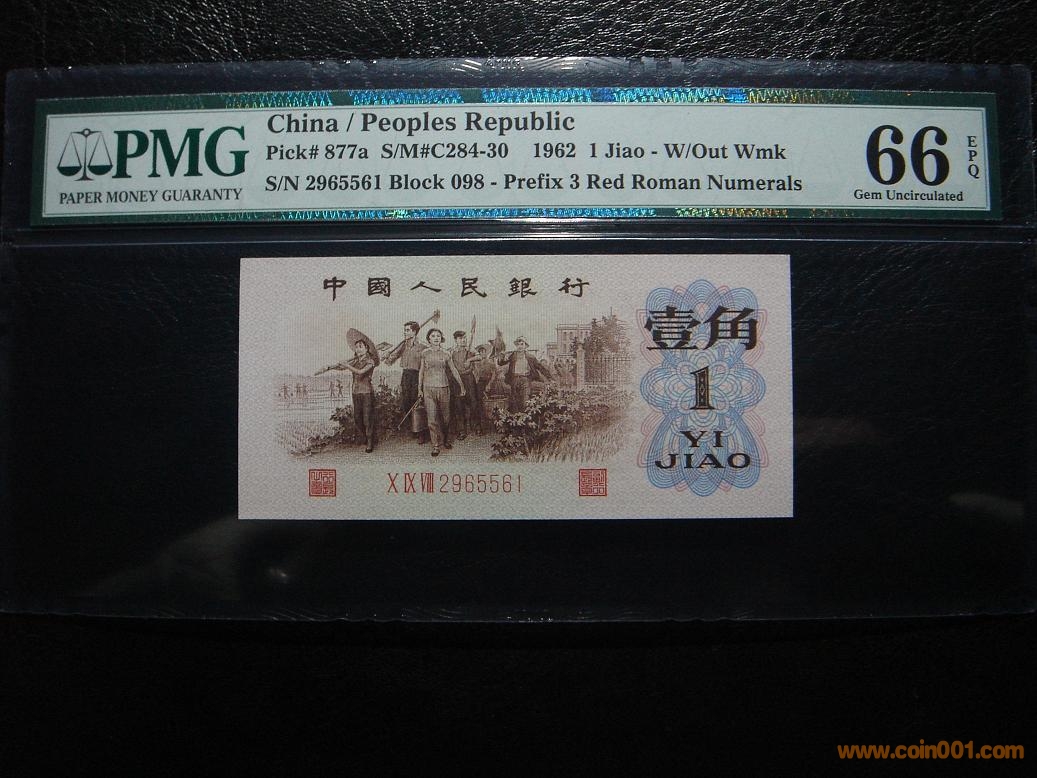 PMG
PAPER MONEY GUARANTY
China / Peoples Republic
Pick# 877a S/M#C284-30 1962 1 Jiao - W/Out Wmk
S/N 2965561 Block 098 - Prefix 3 Red Roman Numerals
66
EPQ
Gem Uncirculated
中國人民銀行
壹角
1
YI
JIAO
X IX VIII 2965561
www.coin001.com